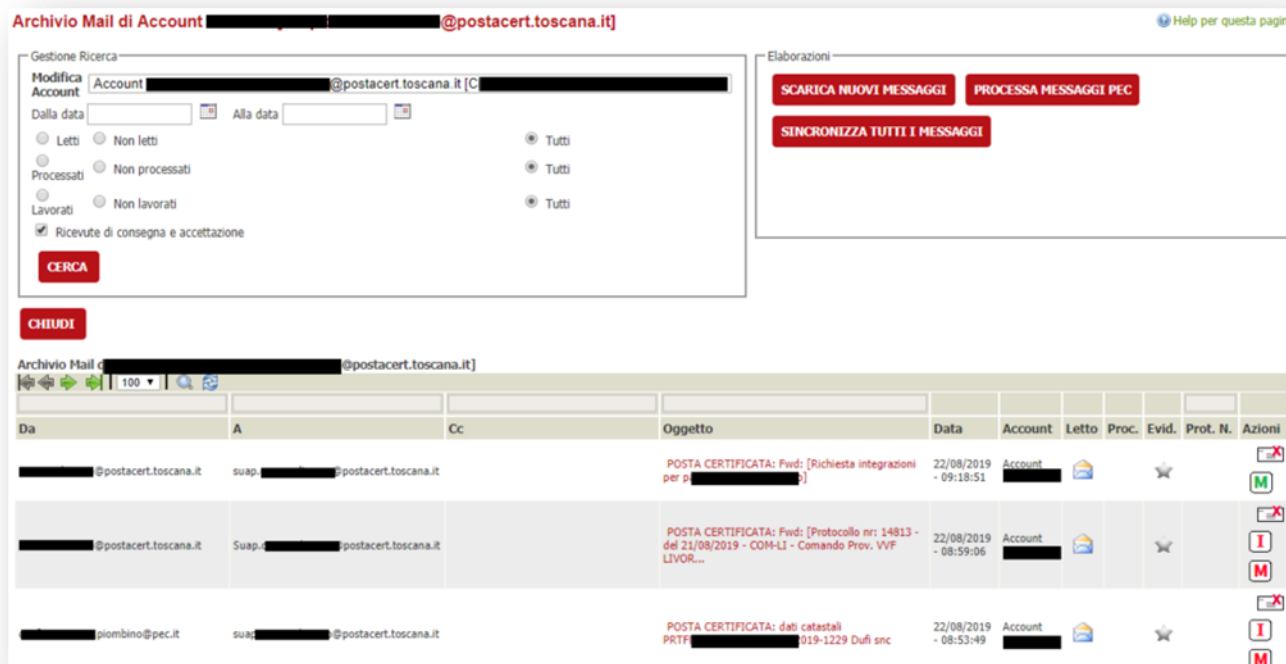 Archivio Mail di Account @postacert.toscana.it]
Help per questa pagin
Gestione Ricerca
Elaborazioni
Modifica Account
Account @postacert.toscana.it [C
SCARICA NUOVI MESSAGGI
PROCESSA MESSAGGI PEC
Dalla data
Alla data
SINCRONIZZA TUTTI I MESSAGGI
Letti Non letti Tutti
Processati Non processati Tutti
Lavorati Non lavorati Tutti
Ricevute di consegna e accettazione
CERCA
CHIUDI
Archivio Mail d @postacert.toscana.it]
100
Da A Cc Oggetto Data Account Letto Proc. Evid. Prot. N. Azioni
@postacert.toscana.it suap. @postacert.toscana.it POSTA CERTIFICATA: Fwd: [Richiesta integrazioni 22/08/2019 Account
per p ] - 09:18:51
M
@postacert.toscana.it Suap. postacert.toscana.it POSTA CERTIFICATA: Fwd: [Protocollo nr: 14813 - 22/08/2019 Account
del 21/08/2019 - COM-LI - Comando Prov. VVF - 08:59:06
LIVOR...
I
M
piombino@pec.it suap @postacert.toscana.it POSTA CERTIFICATA: dati catastali 22/08/2019 Account
PRTF 019-1229 Dufi snc - 08:53:49
I
M